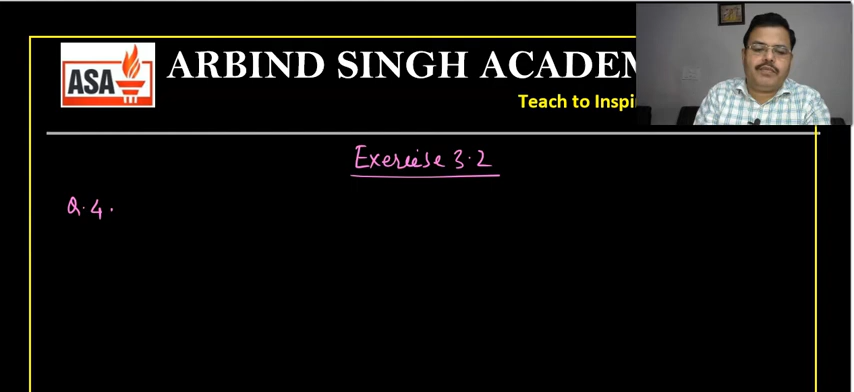 ASA
ARBIND SINGH ACADEM
Teach to Inspi
Exercise 3.2
Q.4.